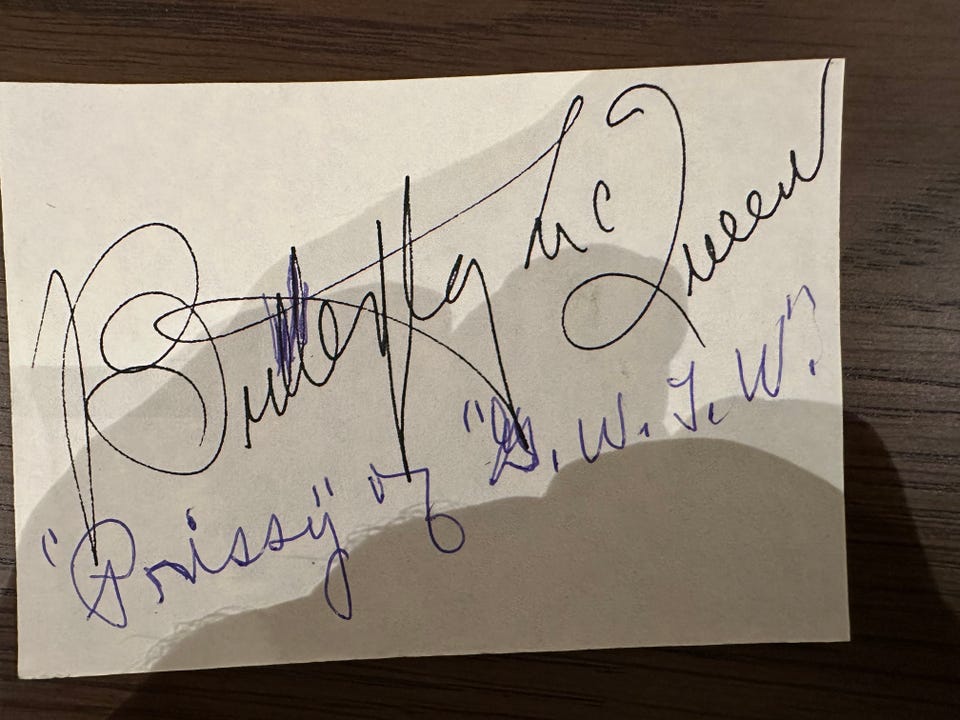 Butterfly McQueen
"Prissy" of "G.W.T.W."